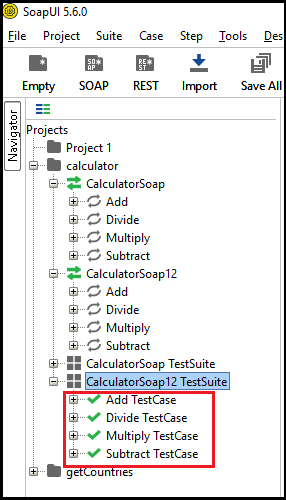 SoapUI 5.6.0
File Project Suite Case Step Tools Des
Empty SOAP REST Import Save All
Navigator
Projects
Project 1
calculator
CalculatorSoap
Add
Divide
Multiply
Subtract
CalculatorSoap12
Add
Divide
Multiply
Subtract
CalculatorSoap TestSuite
CalculatorSoap12 TestSuite
Add TestCase
Divide TestCase
Multiply TestCase
Subtract TestCase
getCountries